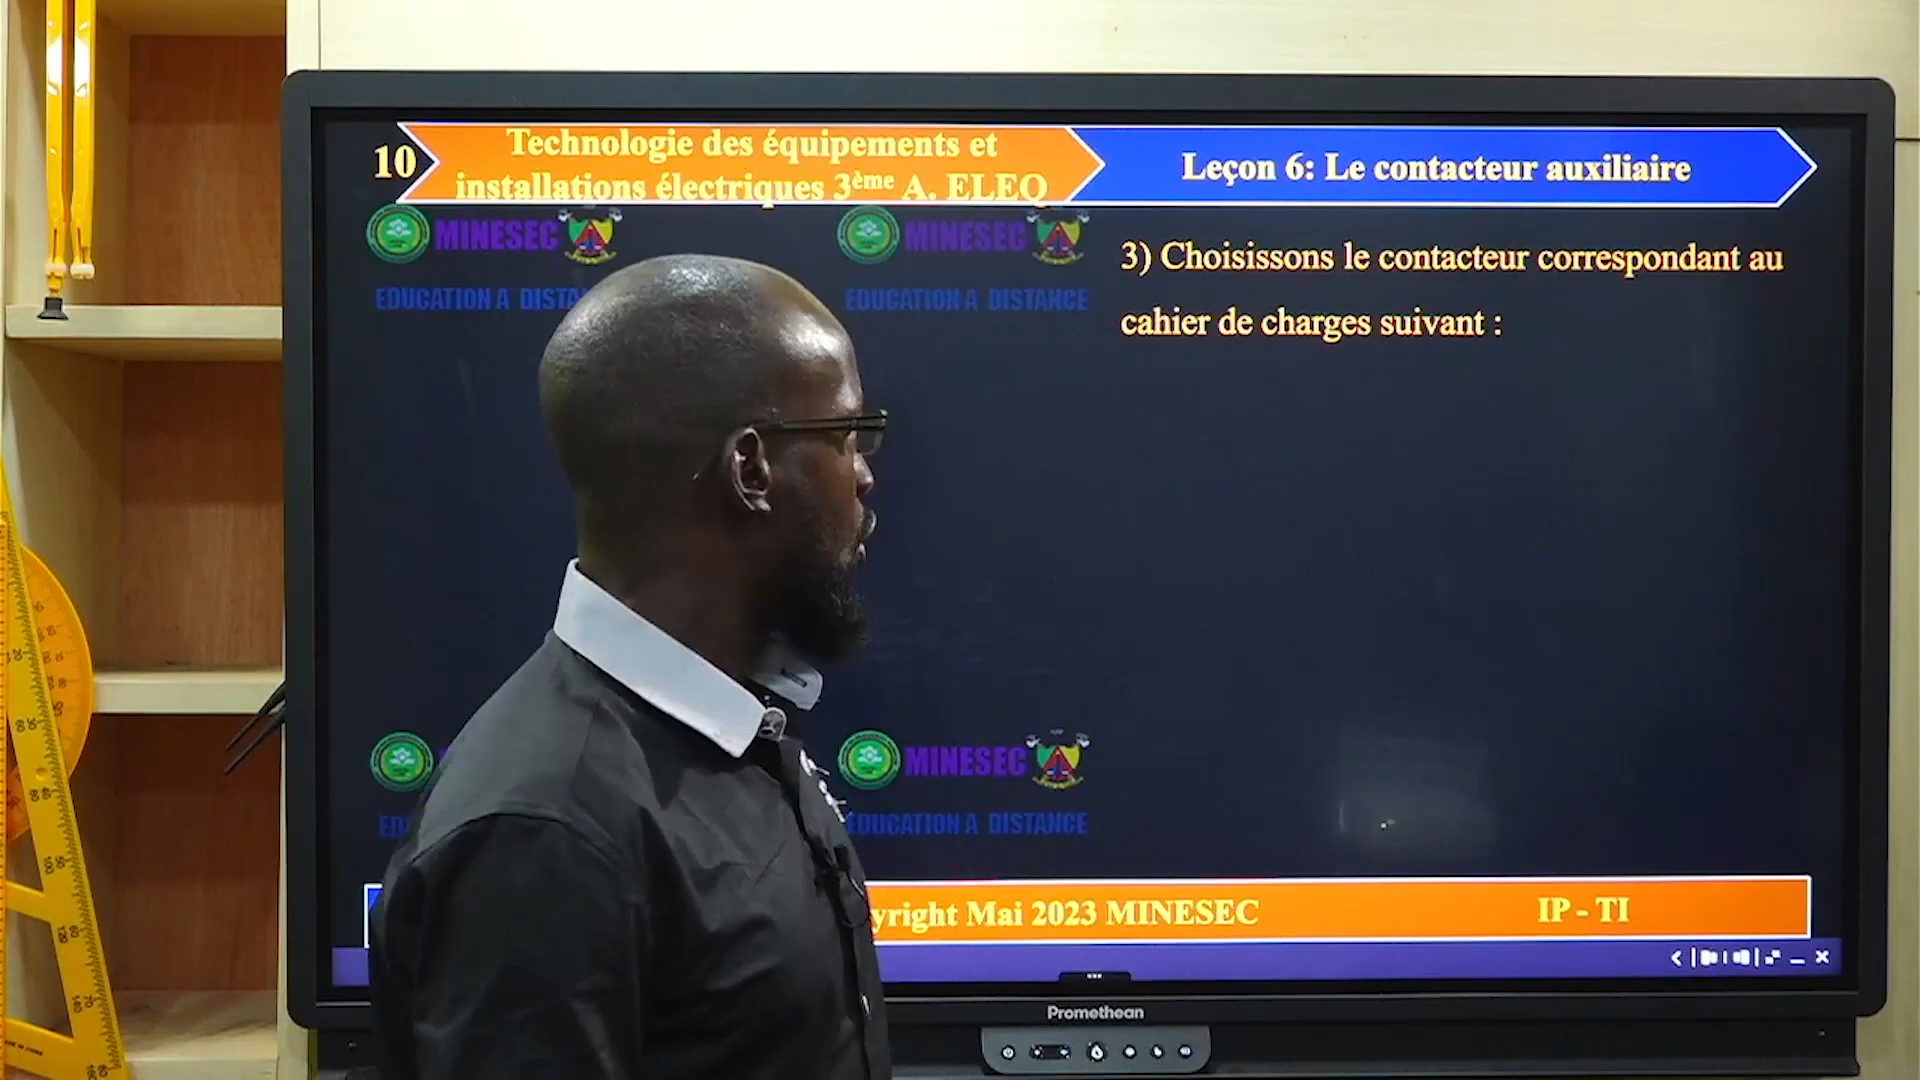 10
Technologie des équipements et
installations électriques 3ème A. ELEQ
Leçon 6: Le contacteur auxiliaire
MINESEC
MINESEC
EDUCATION A
EDUCATION A DISTANCE
3) Choisissons le contacteur correspondant au
cahier de charges suivant :
MINESEC
EDUCATION A DISTANCE
Mai 2023 MINESEC
IP - TI
Promethean